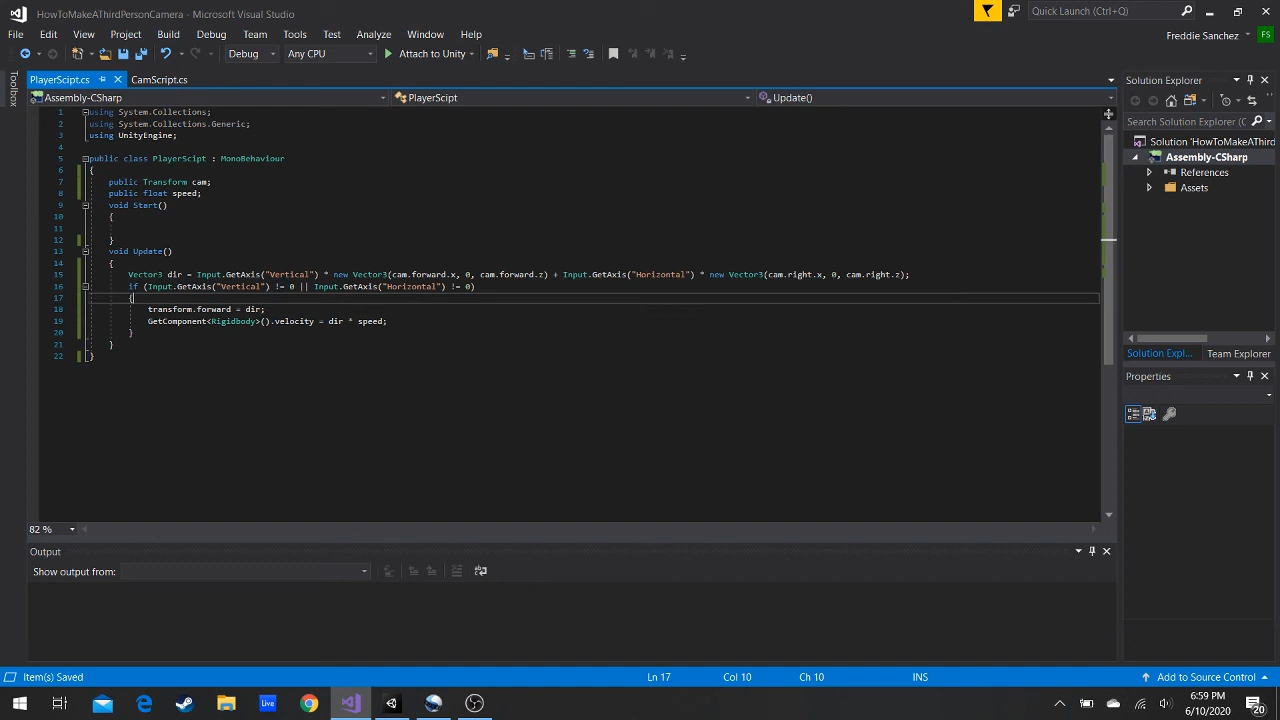 HowToMakeAThirdPersonCamera - Microsoft Visual Studio
Quick Launch (Ctrl+Q)
File Edit View Project Build Debug Team Tools Test Analyze Window Help
Freddie Sanchez FS
Debug Any CPU Attach to Unity
Toolbox
PlayerScipt.cs CamScript.cs
Assembly-CSharp PlayerScipt Update()
1 using System.Collections;
2 using System.Collections.Generic;
3 using UnityEngine;
4
5 public class PlayerScipt : MonoBehaviour
6 {
7 public Transform cam;
8 public float speed;
9 void Start()
10 {
11
12 }
13 void Update()
14 {
15 Vector3 dir = Input.GetAxis("Vertical") * new Vector3(cam.forward.x, 0, cam.forward.z) + Input.GetAxis("Horizontal") * new Vector3(cam.right.x, 0, cam.right.z);
16 if (Input.GetAxis("Vertical") != 0 || Input.GetAxis("Horizontal") != 0)
17 {
18 transform.forward = dir;
19 GetComponent<Rigidbody>().velocity = dir * speed;
20 }
21 }
22 }
82 %
Output
Show output from:
Solution Explorer
Search Solution Explorer (C
Solution 'HowToMakeAThird
Assembly-CSharp
References
Assets
Solution Expl... Team Explorer
Properties
Item(s) Saved Ln 17 Col 10 Ch 10 INS Add to Source Control
Live
6:59 PM
6/10/2020
20